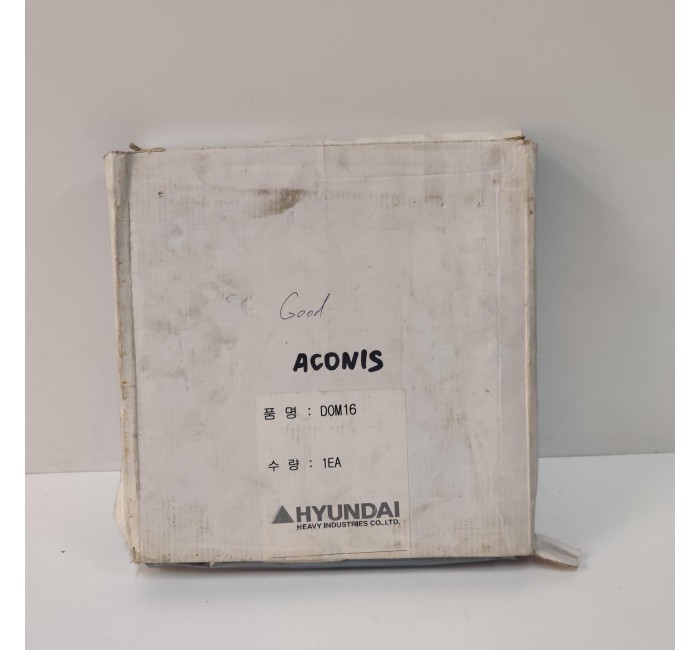 Good
ACONIS
품 명 : DOM16
수 량 : 1EA
HYUNDAI
HEAVY INDUSTRIES CO.,LTD.